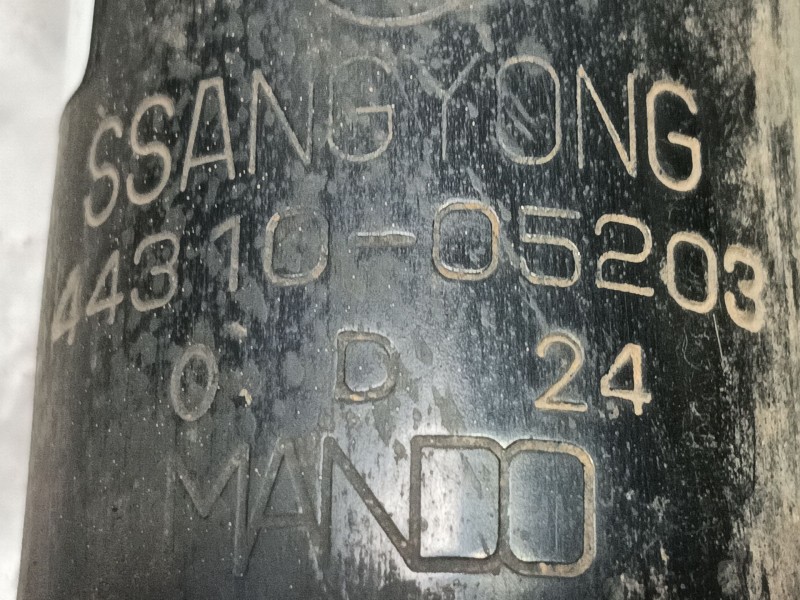 SSANGYONG
44310-05203
0. D 24
MANDO